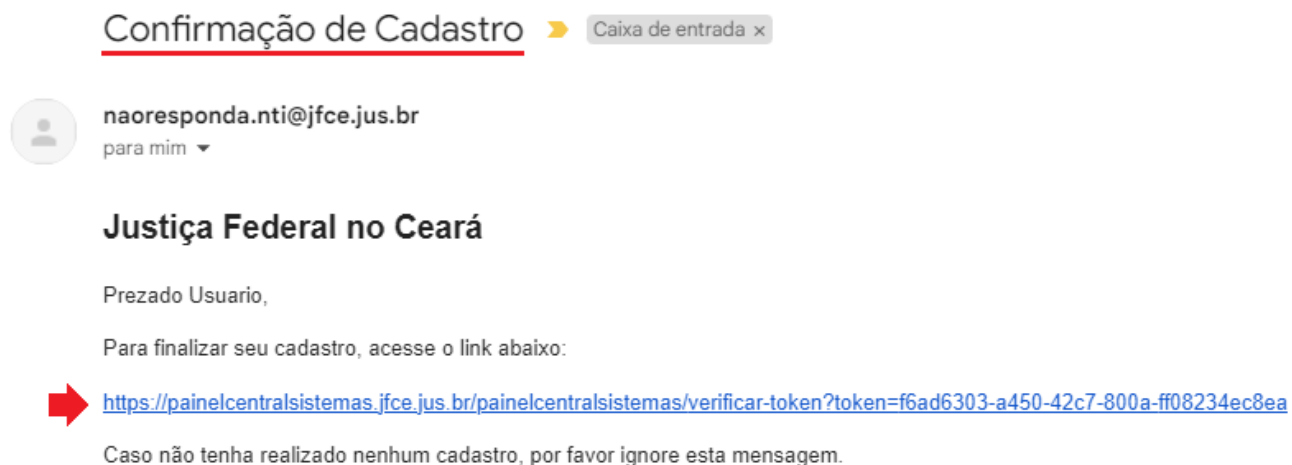 Confirmação de Cadastro Caixa de entrada x
naoresponda.nti@jfce.jus.br
para mim
Justiça Federal no Ceará
Prezado Usuario,
Para finalizar seu cadastro, acesse o link abaixo:
https://painelcentralsistemas.jfce.jus.br/painelcentralsistemas/verificar-token?token=f6ad6303-a450-42c7-800a-ff08234ec8ea
Caso não tenha realizado nenhum cadastro, por favor ignore esta mensagem.